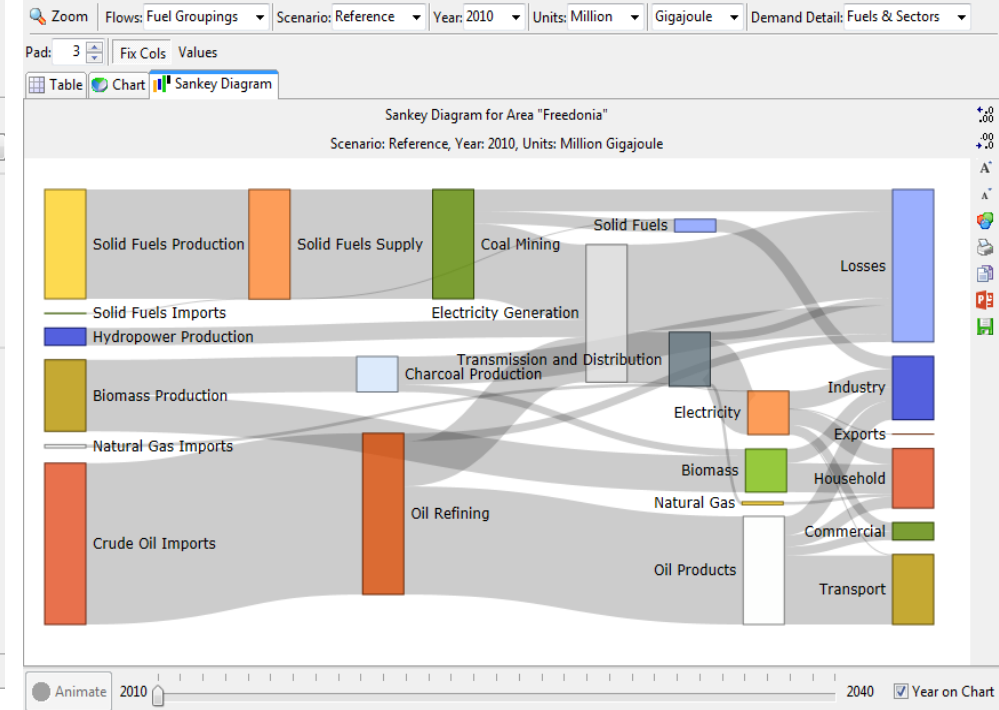 Zoom Flows: Fuel Groupings Scenario: Reference Year: 2010 Units: Million Gigajoule Demand Detail: Fuels & Sectors
Pad: 3 Fix Cols Values
Table Chart Sankey Diagram
Sankey Diagram for Area "Freedonia"
Scenario: Reference, Year: 2010, Units: Million Gigajoule
Solid Fuels
Solid Fuels Production Solid Fuels Supply Coal Mining
Losses
Solid Fuels Imports Electricity Generation
Hydropower Production
Transmission and Distribution
Charcoal Production
Industry
Biomass Production
Electricity
Exports
Natural Gas Imports
Biomass
Household
Natural Gas
Oil Refining
Commercial
Crude Oil Imports
Oil Products
Transport
Animate 2010 2040 Year on Chart